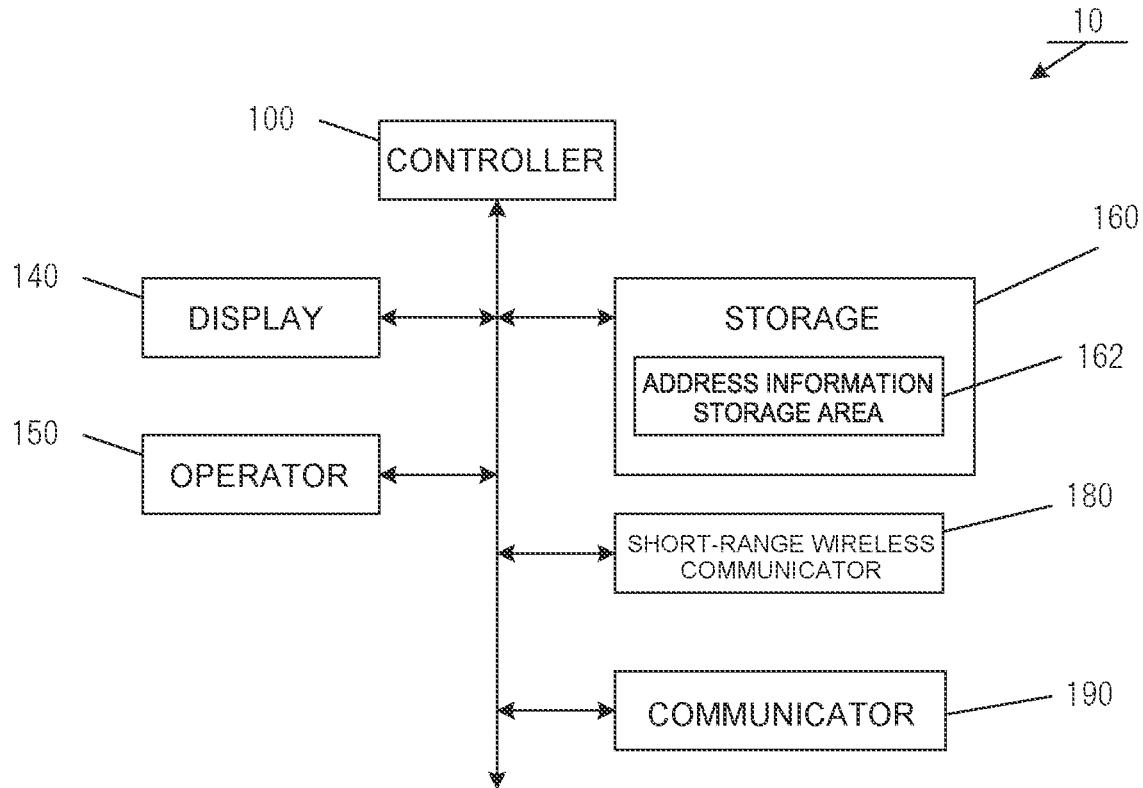 10
100
CONTROLLER
160
140
DISPLAY
STORAGE
162
ADDRESS INFORMATION
STORAGE AREA
150
OPERATOR
180
SHORT-RANGE WIRELESS
COMMUNICATOR
190
COMMUNICATOR